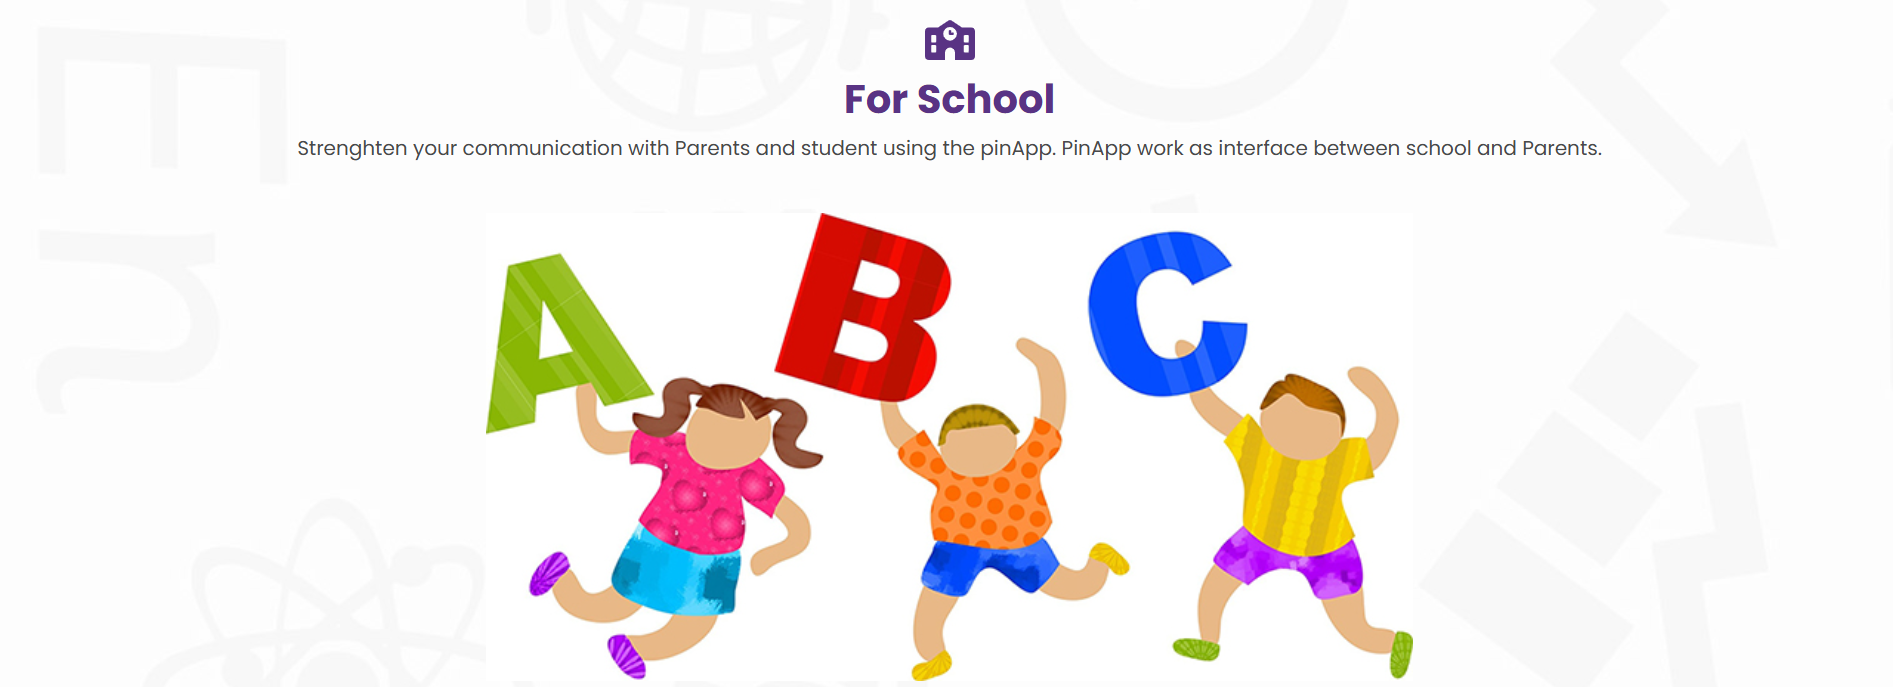 For School
Strenghten your communication with Parents and student using the pinApp. PinApp work as interface between school and Parents.
A B C
En